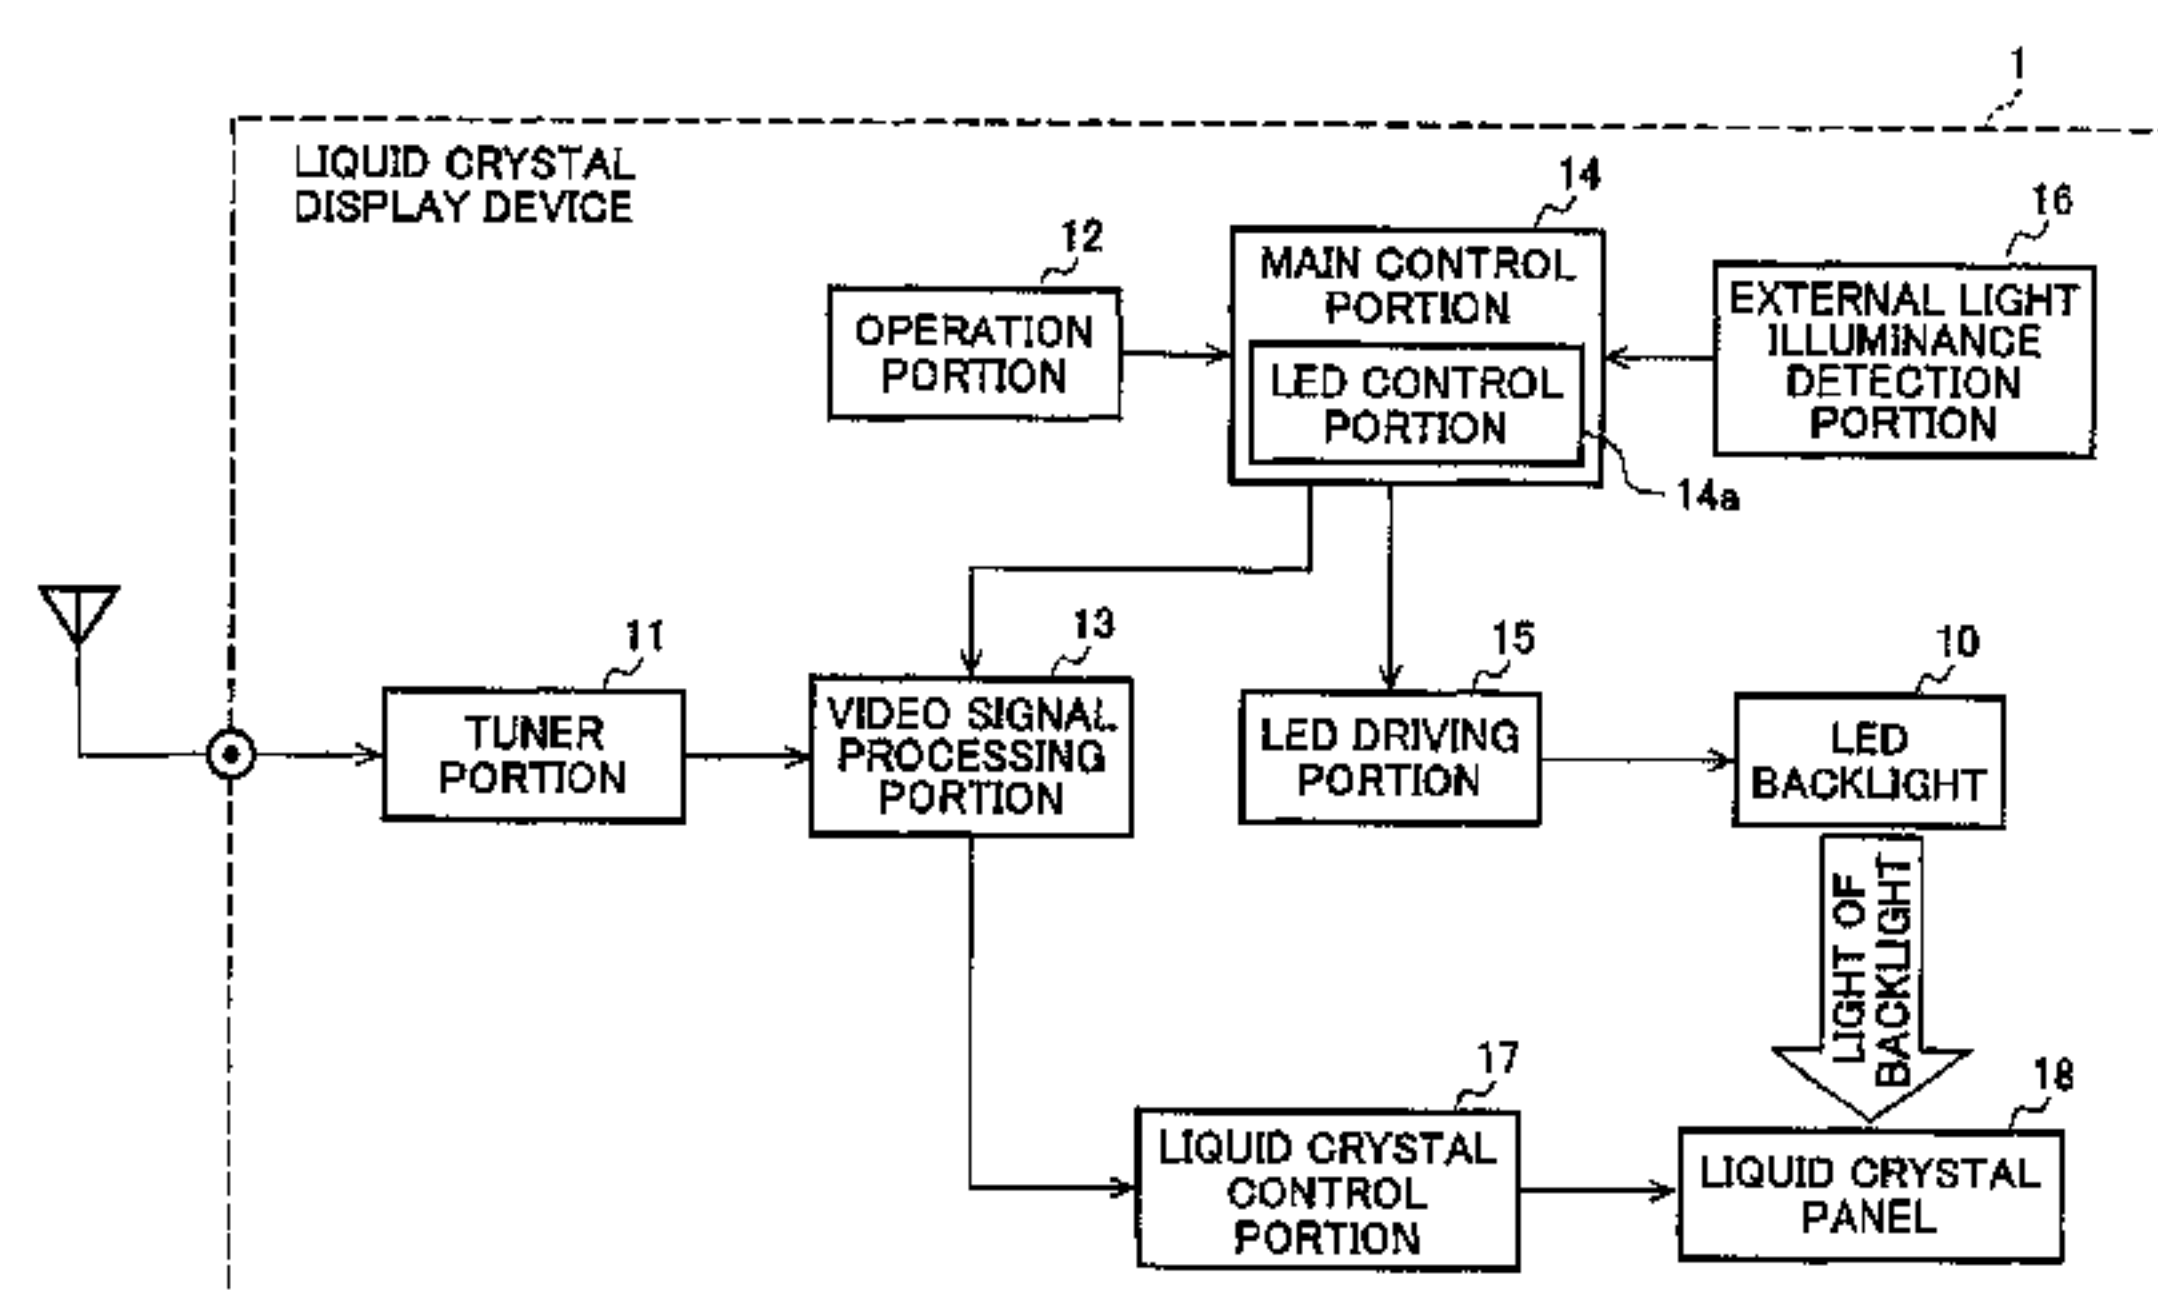 1
LIQUID CRYSTAL
DISPLAY DEVICE
14
16
12
MAIN CONTROL
PORTION
EXTERNAL LIGHT
ILLUMINANCE
DETECTION
PORTION
OPERATION
PORTION
LED CONTROL
PORTION
14a
11
13
15
10
TUNER
PORTION
VIDEO SIGNAL
PROCESSING
PORTION
LED DRIVING
PORTION
LED
BACKLIGHT
LIGHT OF
BACKLIGHT
17
18
LIQUID CRYSTAL
CONTROL
PORTION
LIQUID CRYSTAL
PANEL